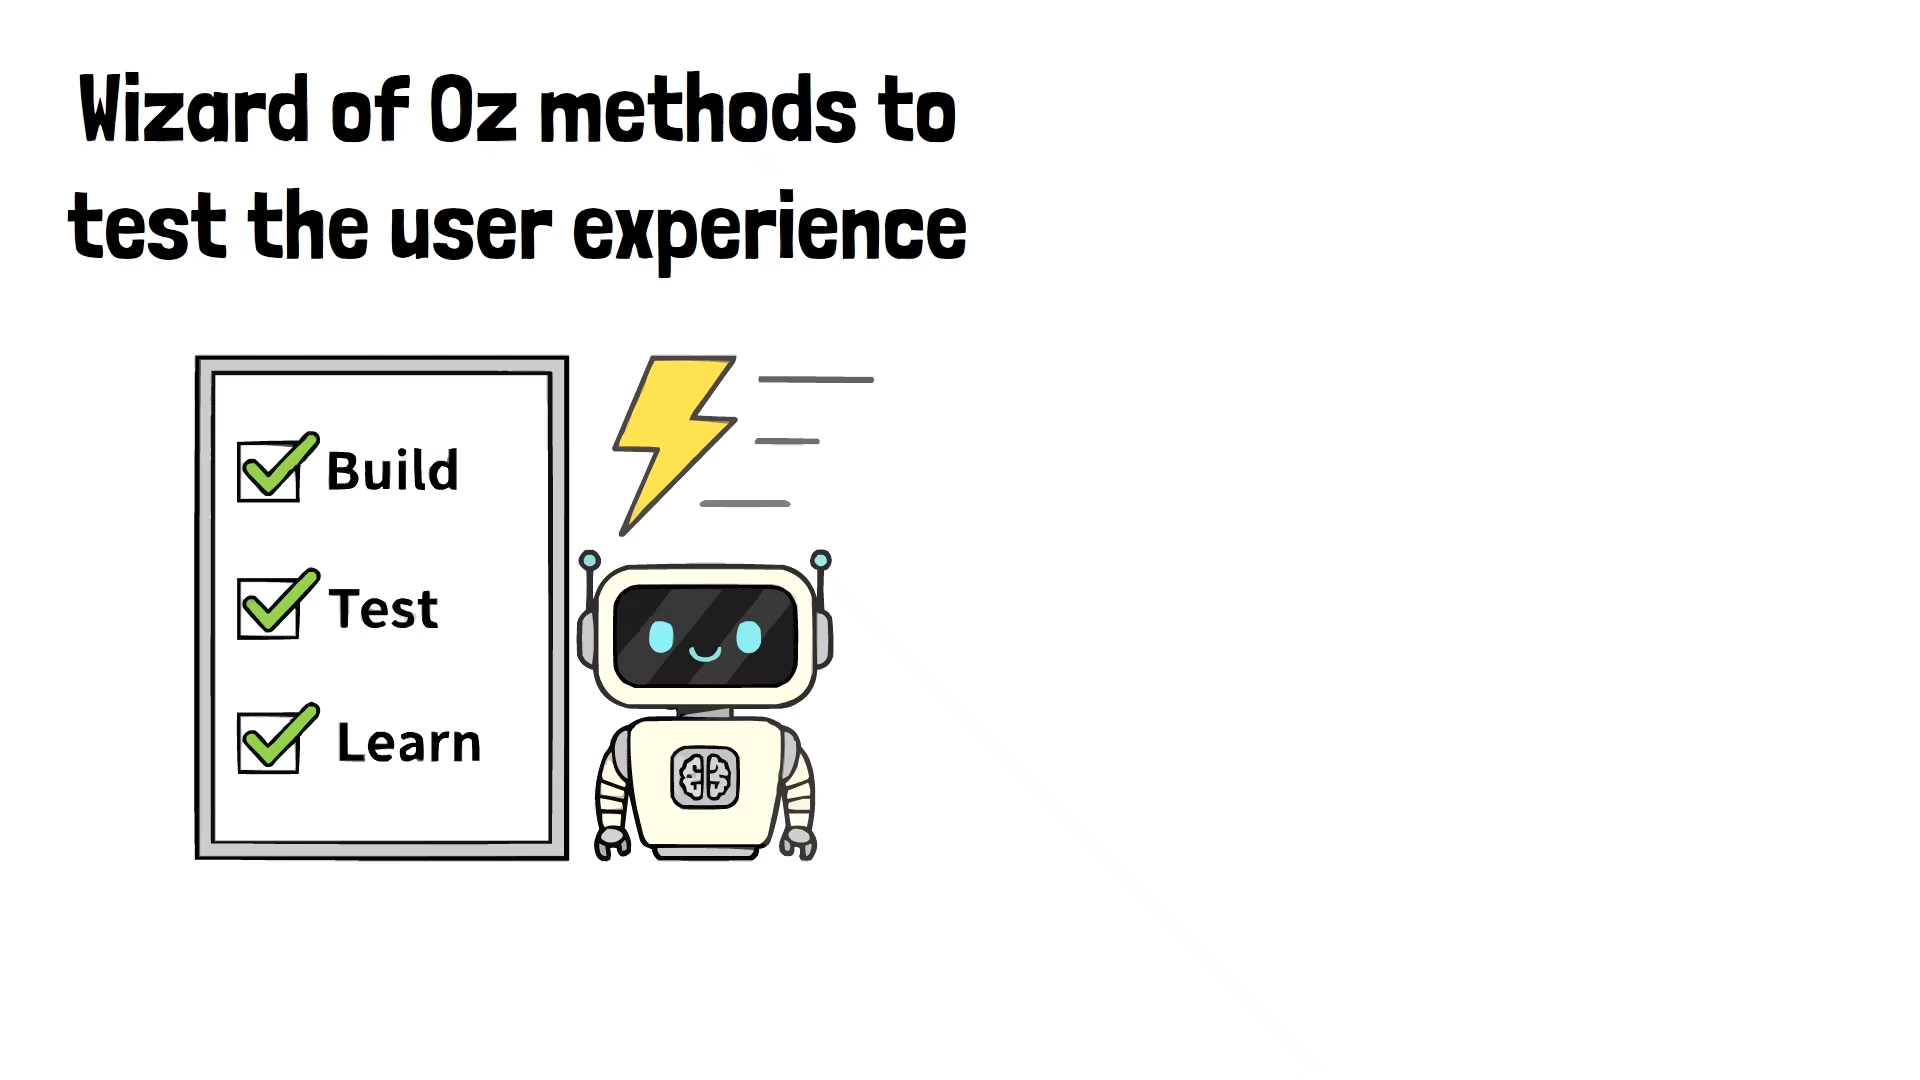 Wizard of Oz methods to
test the user experience
Build
Test
Learn